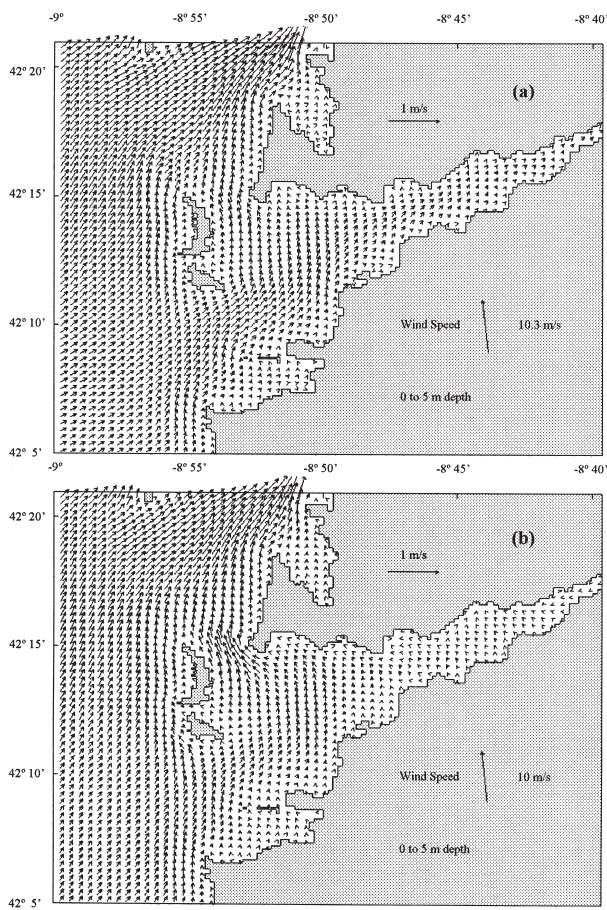 -9° -8° 55' -8° 50' -8° 45' -8° 40'
42° 20'
(a)
1 m/s
42° 15'
42° 10'
Wind Speed 10.3 m/s
0 to 5 m depth
42° 5'
-9° -8° 55' -8° 50' -8° 45' -8° 40'
42° 20'
(b)
1 m/s
42° 15'
42° 10'
Wind Speed 10 m/s
0 to 5 m depth
42° 5'